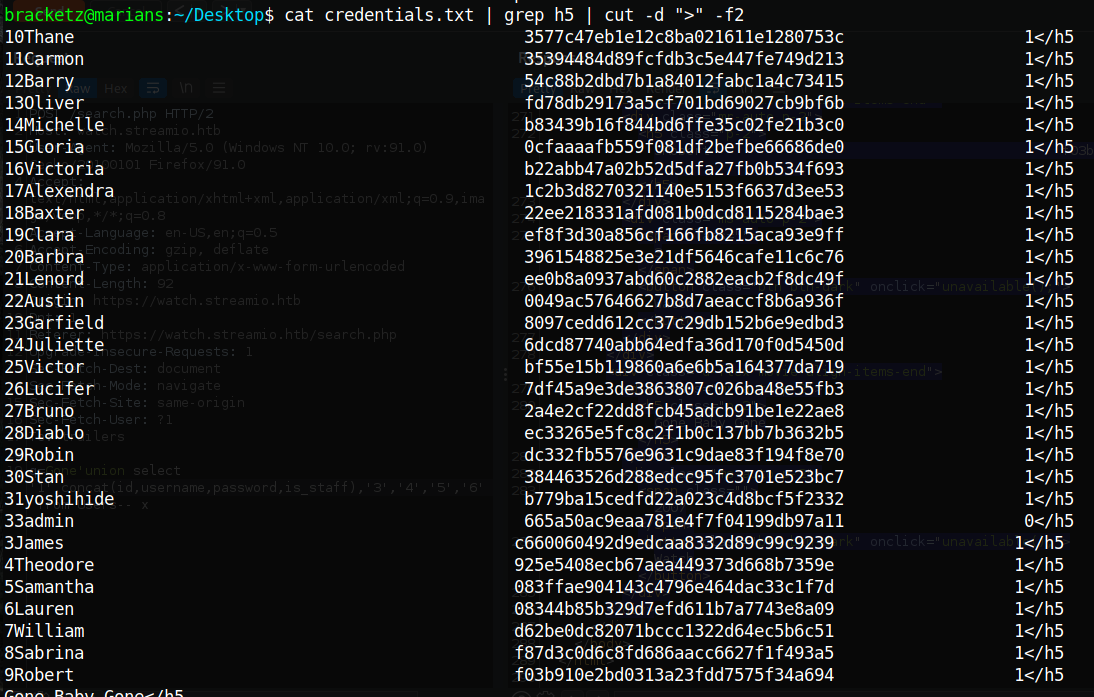 bracketz@marians:~/Desktop$ cat credentials.txt | grep h5 | cut -d ">" -f2
10Thane 3577c47eb1e12c8ba021611e1280753c 1</h5
11Carmon 35394484d89fcfdb3c5e447fe749d213 1</h5
12Barry 54c88b2dbd7b1a84012fabc1a4c73415 1</h5
13Oliver fd78db29173a5cf701bd69027cb9bf6b 1</h5
14Michelle b83439b16f844bd6ffe35c02fe21b3c0 1</h5
15Gloria 0cfaaaafb559f081df2befbe66686de0 1</h5
16Victoria b22abb47a02b52d5dfa27fb0b534f693 1</h5
17Alexendra 1c2b3d8270321140e5153f6637d3ee53 1</h5
18Baxter 22ee218331afd081b0dcd8115284bae3 1</h5
19Clara ef8f3d30a856cf166fb8215aca93e9ff 1</h5
20Barbra 3961548825e3e21df5646cafe11c6c76 1</h5
21Lenord ee0b8a0937abd60c2882eacb2f8dc49f 1</h5
22Austin 0049ac57646627b8d7aeaccf8b6a936f 1</h5
23Garfield 8097cedd612cc37c29db152b6e9edbd3 1</h5
24Juliette 6dcd87740abb64edfa36d170f0d5450d 1</h5
25Victor bf55e15b119860a6e6b5a164377da719 1</h5
26Lucifer 7df45a9e3de3863807c026ba48e55fb3 1</h5
27Bruno 2a4e2cf22dd8fcb45adcb91be1e22ae8 1</h5
28Diablo ec33265e5fc8c2f1b0c137bb7b3632b5 1</h5
29Robin dc332fb5576e9631c9dae83f194f8e70 1</h5
30Stan 384463526d288edcc95fc3701e523bc7 1</h5
31yoshihide b779ba15cedfd22a023c4d8bcf5f2332 1</h5
33admin 665a50ac9eaa781e4f7f04199db97a11 0</h5
3James c660060492d9edcaa8332d89c99c9239 1</h5
4Theodore 925e5408ecb67aea449373d668b7359e 1</h5
5Samantha 083ffae904143c4796e464dac33c1f7d 1</h5
6Lauren 08344b85b329d7efd611b7a7743e8a09 1</h5
7William d62be0dc82071bccc1322d64ec5b6c51 1</h5
8Sabrina f87d3c0d6c8fd686aacc6627f1f493a5 1</h5
9Robert f03b910e2bd0313a23fdd7575f34a694 1</h5
Gone Baby Gone</h5